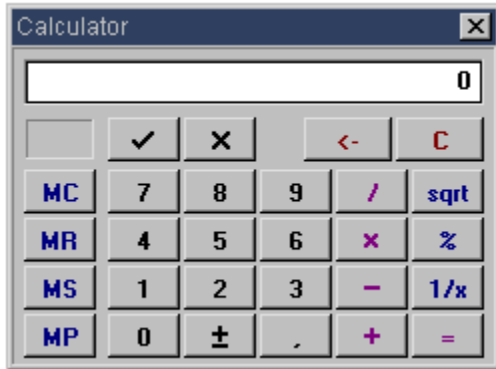 Calculator
0
<- C
MC 7 8 9 / sqrt
MR 4 5 6 × %
MS 1 2 3 − 1/x
MP 0 ± , + =